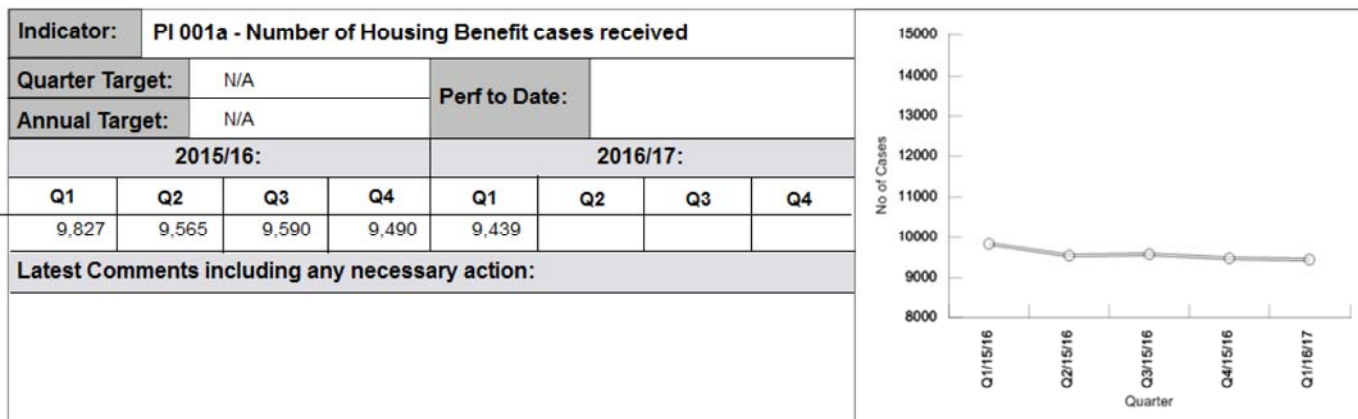 Indicator: PI 001a - Number of Housing Benefit cases received
Quarter Target: N/A
Perf to Date:
Annual Target: N/A
2015/16: 2016/17:
Q1 Q2 Q3 Q4 Q1 Q2 Q3 Q4
9,827 9,565 9,590 9,490 9,439
Latest Comments including any necessary action:
15000
14000
13000
12000
11000
10000
9000
8000
No of Cases
Q1/15/16 Q2/15/16 Q3/15/16 Q4/15/16 Q1/16/17
Quarter